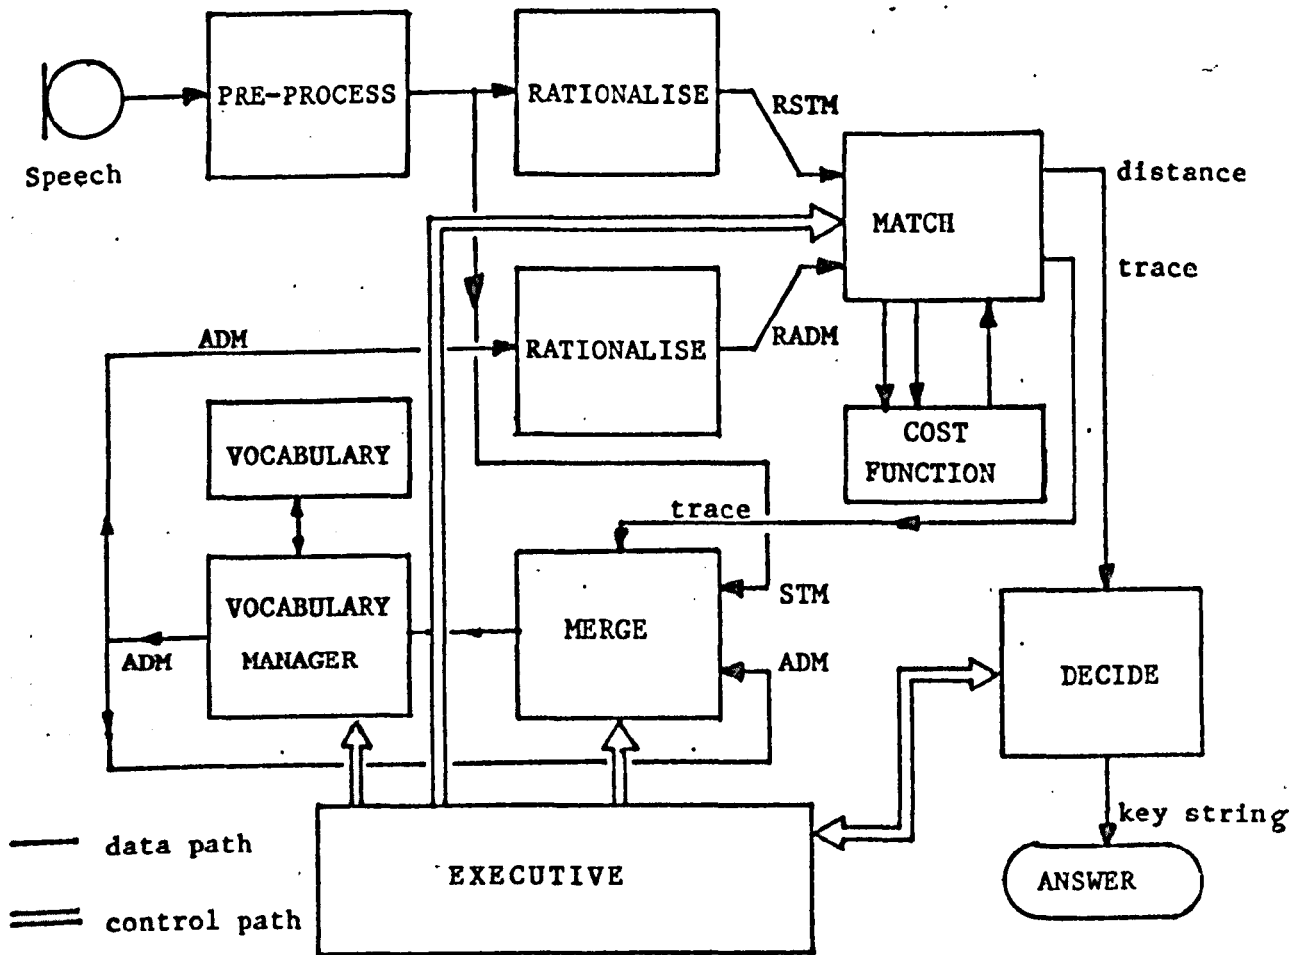 PRE-PROCESS
RATIONALISE
RSTM
Speech
distance
MATCH
trace
ADM
RATIONALISE
RADM
VOCABULARY
COST
FUNCTION
trace
VOCABULARY
MANAGER
STM
MERGE
ADM
ADM
DECIDE
key string
data path
EXECUTIVE
ANSWER
control path